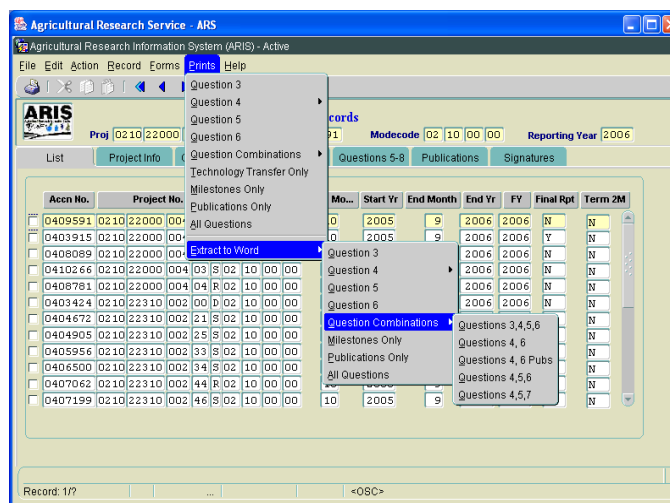 Agricultural Research Service - ARS
Agricultural Research Information System (ARIS) - Active
File Edit Action Record Forms Prints Help
ARIS
cords
Proj 0210 22000 91 Modecode 02 10 00 00 Reporting Year 2006
List Project Info Questions 5-8 Publications Signatures
Accn No. Project No. Mo... Start Yr End Month End Yr FY Final Rpt Term 2M
0409591 0210 22000 004 10 2005 9 2006 2006 N N
0403915 0210 22000 004 10 2005 9 2006 2006 Y N
0408089 0210 22000 004 2006 2006 N N
0410266 0210 22000 004 03 S 02 10 00 00 2006 2006 N N
0408781 0210 22000 004 04 R 02 10 00 00 2006 2006 N N
0403424 0210 22310 002 00 D 02 10 00 00 2006 2006 N N
0404672 0210 22310 002 21 S 02 10 00 00 N
0404905 0210 22310 002 25 S 02 10 00 00 N
0405956 0210 22310 002 33 S 02 10 00 00 N
0406500 0210 22310 002 34 S 02 10 00 00 N
0407062 0210 22310 002 44 R 02 10 00 00 N
0407199 0210 22310 002 46 S 02 10 00 00 10 2005 9 N
Question 3
Question 4
Question 5
Question 6
Question Combinations
Technology Transfer Only
Milestones Only
Publications Only
All Questions
Extract to Word
Question 3
Question 4
Question 5
Question 6
Question Combinations
Milestones Only
Publications Only
All Questions
Questions 3,4,5,6
Questions 4, 6
Questions 4, 6 Pubs
Questions 4,5,6
Questions 4,5,7
Record: 1/? ... <OSC>